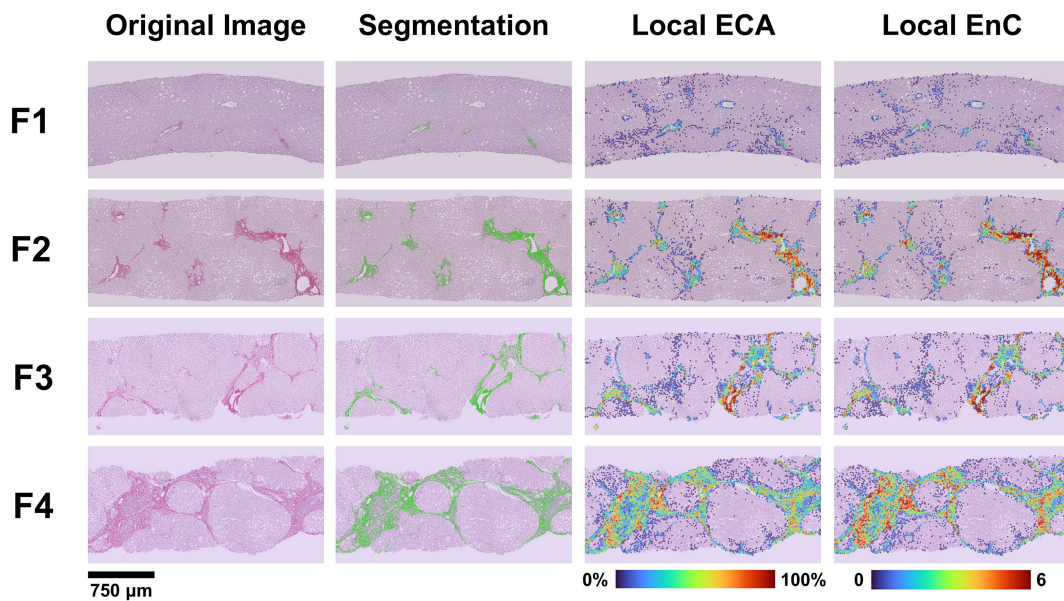 Original Image Segmentation Local ECA Local EnC
F1
F2
F3
F4
750 μm
0% 100% 0 6